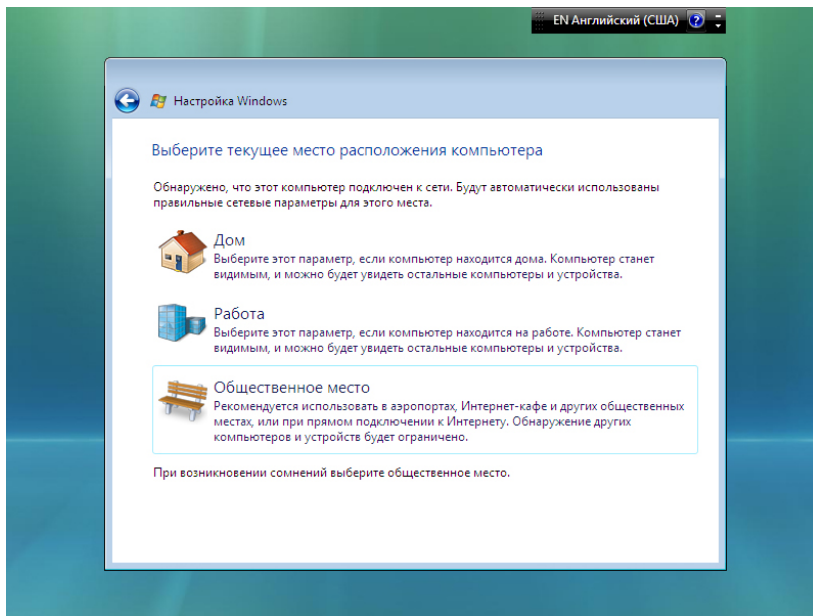 EN Английский (США)
Настройка Windows
Выберите текущее место расположения компьютера
Обнаружено, что этот компьютер подключен к сети. Будут автоматически использованы
правильные сетевые параметры для этого места.
Дом
Выберите этот параметр, если компьютер находится дома. Компьютер станет
видимым, и можно будет увидеть остальные компьютеры и устройства.
Работа
Выберите этот параметр, если компьютер находится на работе. Компьютер станет
видимым, и можно будет увидеть остальные компьютеры и устройства.
Общественное место
Рекомендуется использовать в аэропортах, Интернет-кафе и других общественных
местах, или при прямом подключении к Интернету. Обнаружение других
компьютеров и устройств будет ограничено.
При возникновении сомнений выберите общественное место.